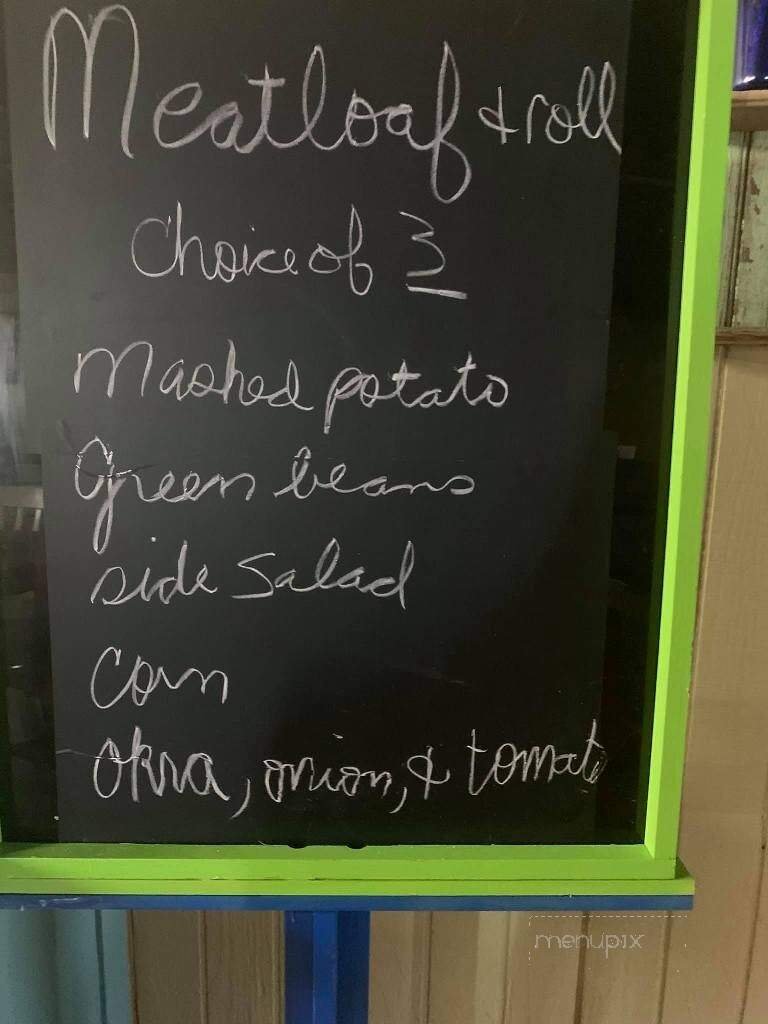 Meatloaf & roll
Choice of 3
Mashed potato
Green beans
side Salad
Corn
Okra, onion, & tomato
menupix